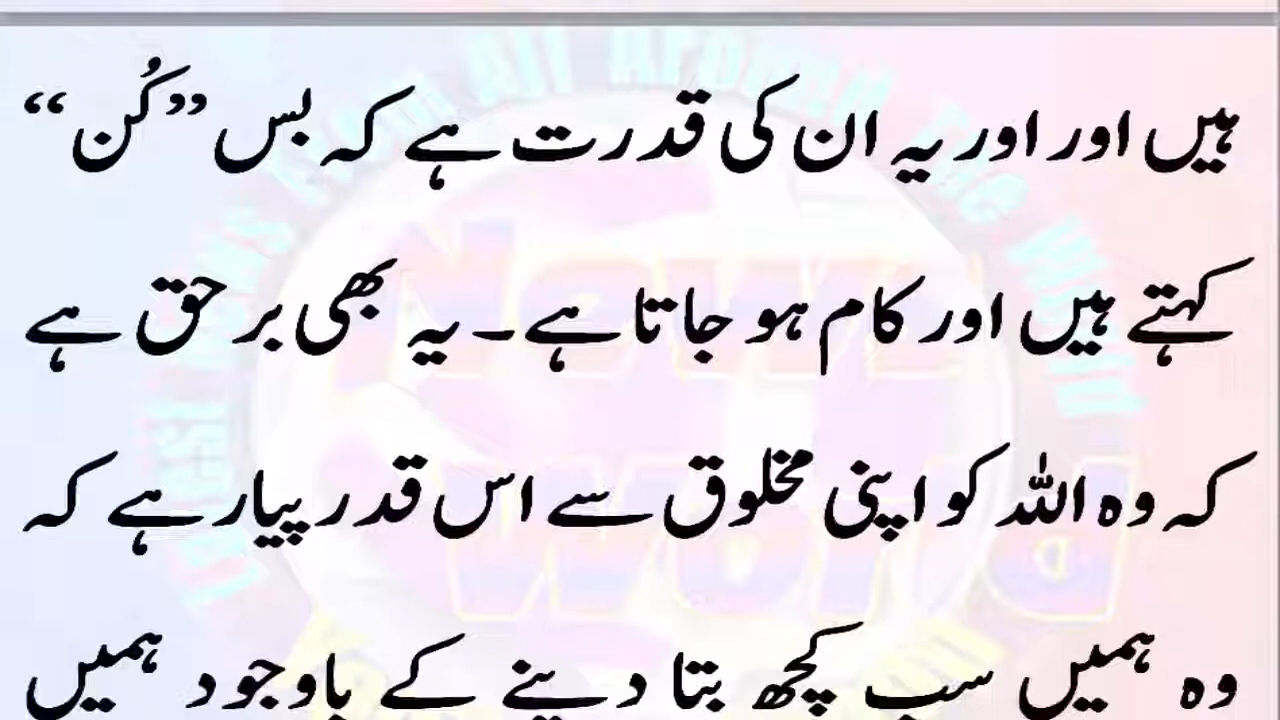 ہیں اور اور یہ ان کی قدرت ہے کہ بس ”کُن“
کہتے ہیں اور کام ہو جاتا ہے۔ یہ بھی بر حق ہے
کہ وہ اللہ کو اپنی مخلوق سے اس قدر پیار ہے کہ
وہ ہمیں سب کچھ بتا دینے کے باوجود ہمیں